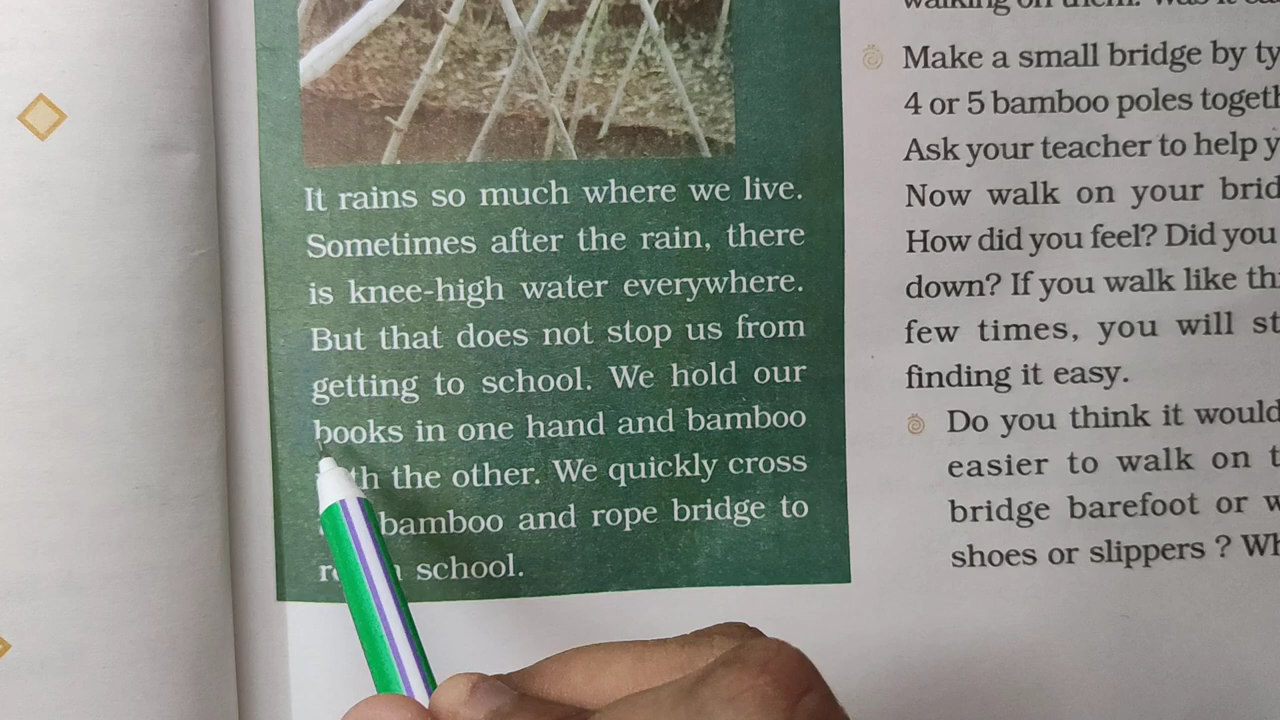 It rains so much where we live.
Sometimes after the rain, there
is knee-high water everywhere.
But that does not stop us from
getting to school. We hold our
books in one hand and bamboo
the other. We quickly cross
bamboo and rope bridge to
school.
walking on them.
Make a small bridge by
4 or 5 bamboo poles
Ask your teacher to help
Now walk on your
How did you feel? Did you
down? If you walk like
few times, you will
finding it easy.
Do you think it would
easier to walk on
bridge barefoot or
shoes or slippers ?